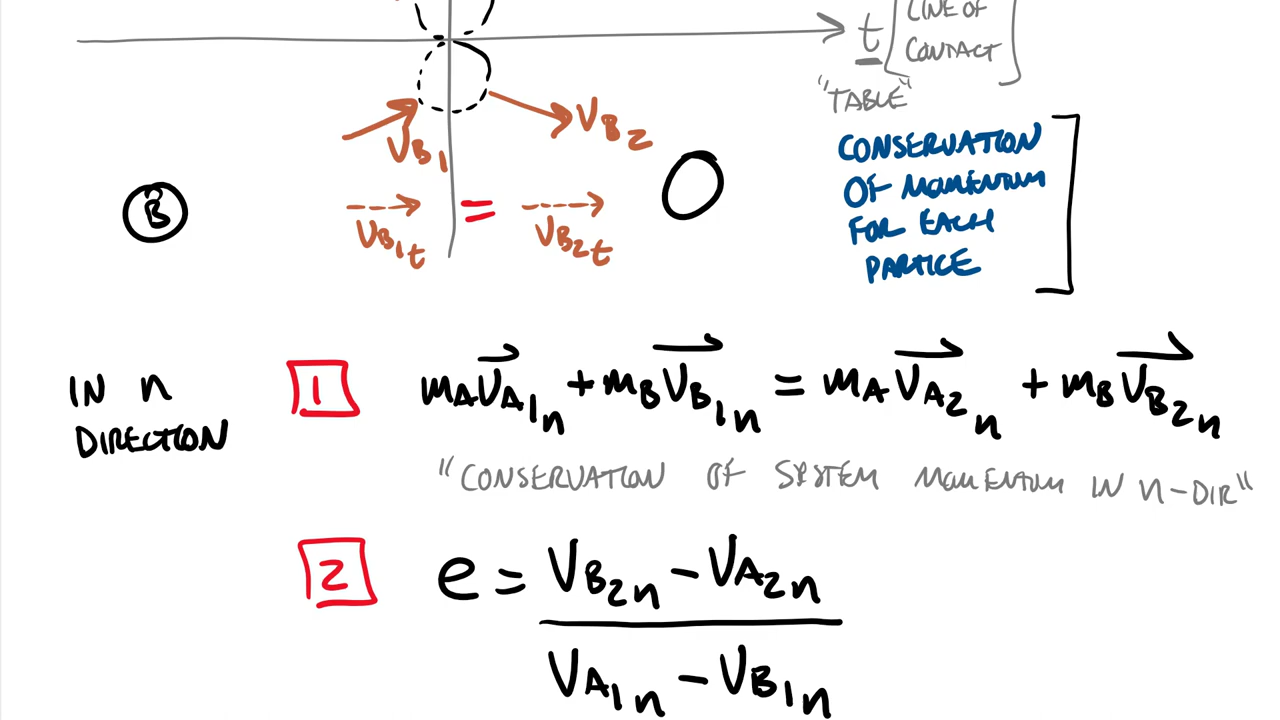 LINE OF
t
CONTACT
"TABLE"
VB2
VB1
CONSERVATION
OF MOMENTUM
FOR EACH
PARTICE
B
VB1t = VB2t
IN n
DIRECTION
1
mAVA1n + mBVB1n = mAVA2n + mBVB2n
"CONSERVATION OF SYSTEM MOMENTUM IN n-DIR"
2
e = VB2n - VA2n
VA1n - VB1n